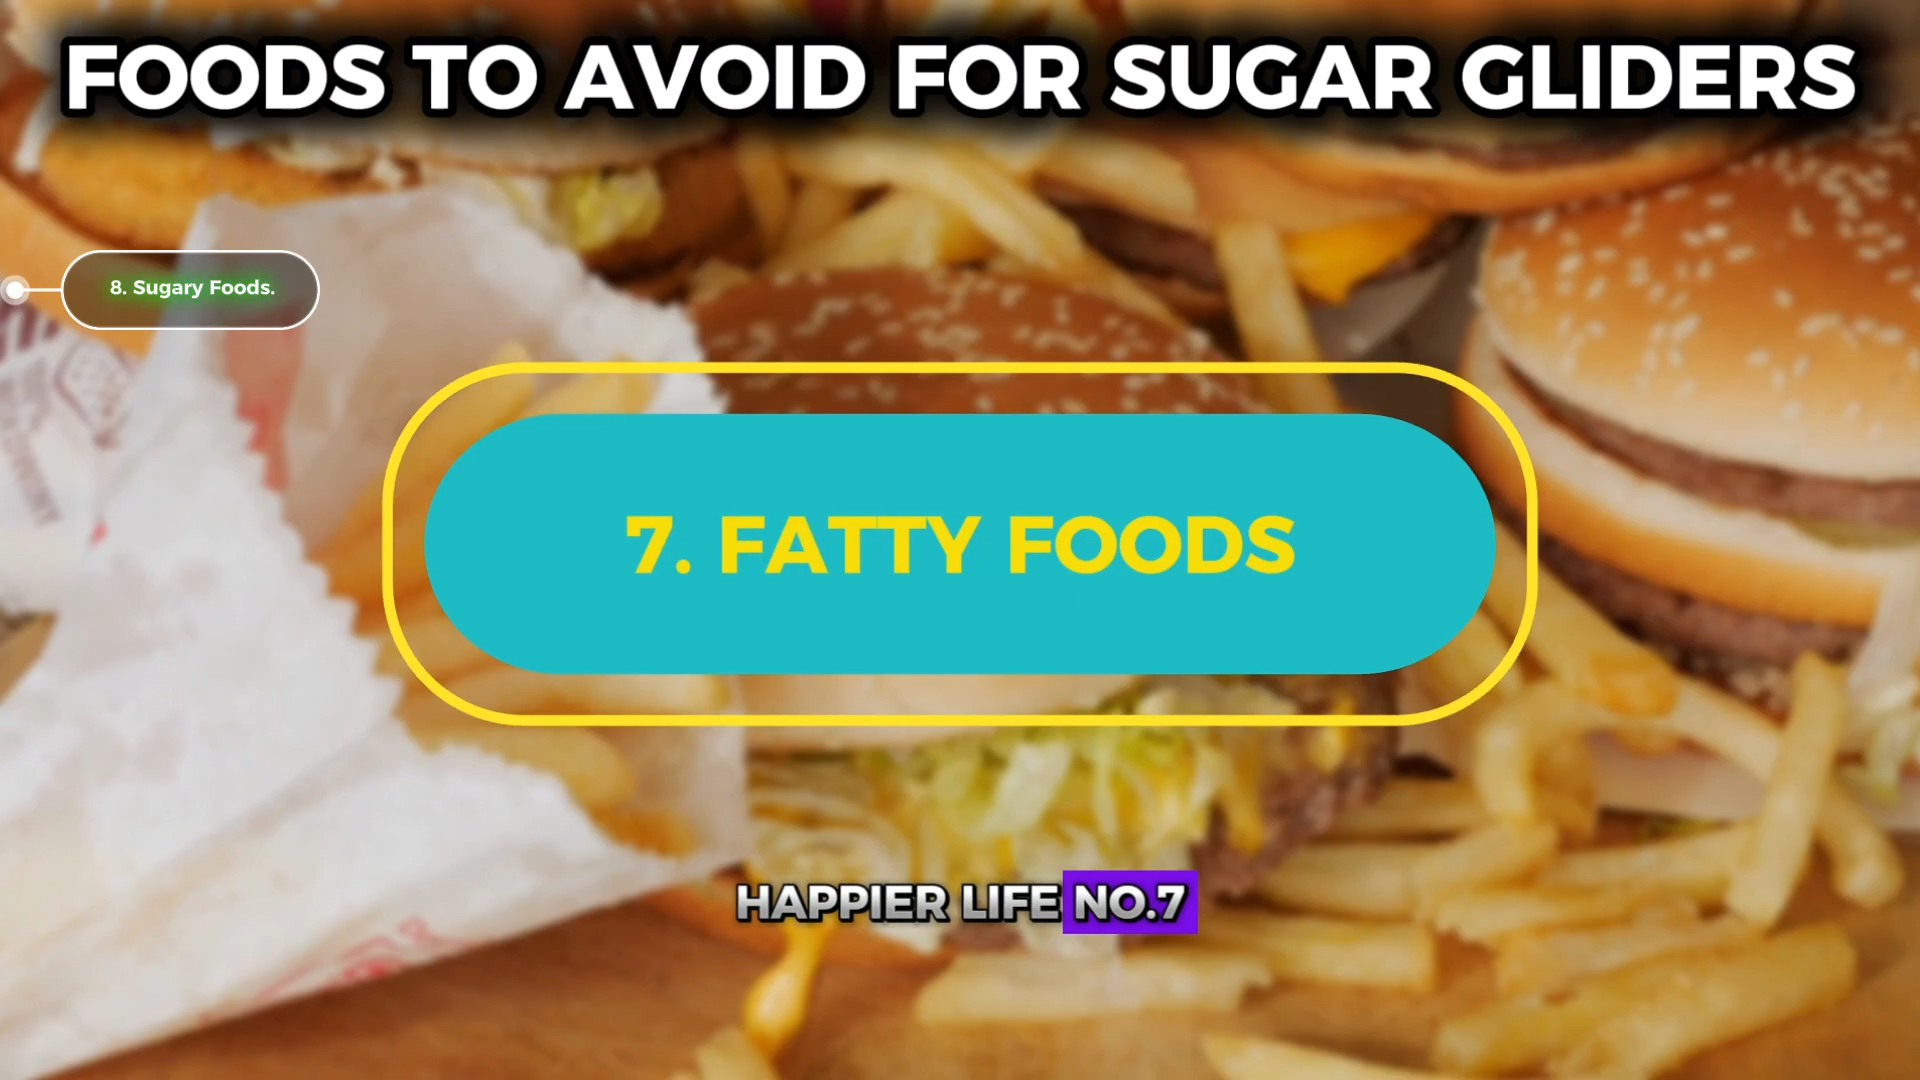 FOODS TO AVOID FOR SUGAR GLIDERS
8. Sugary Foods.
7. FATTY FOODS
HAPPIER LIFE NO.7